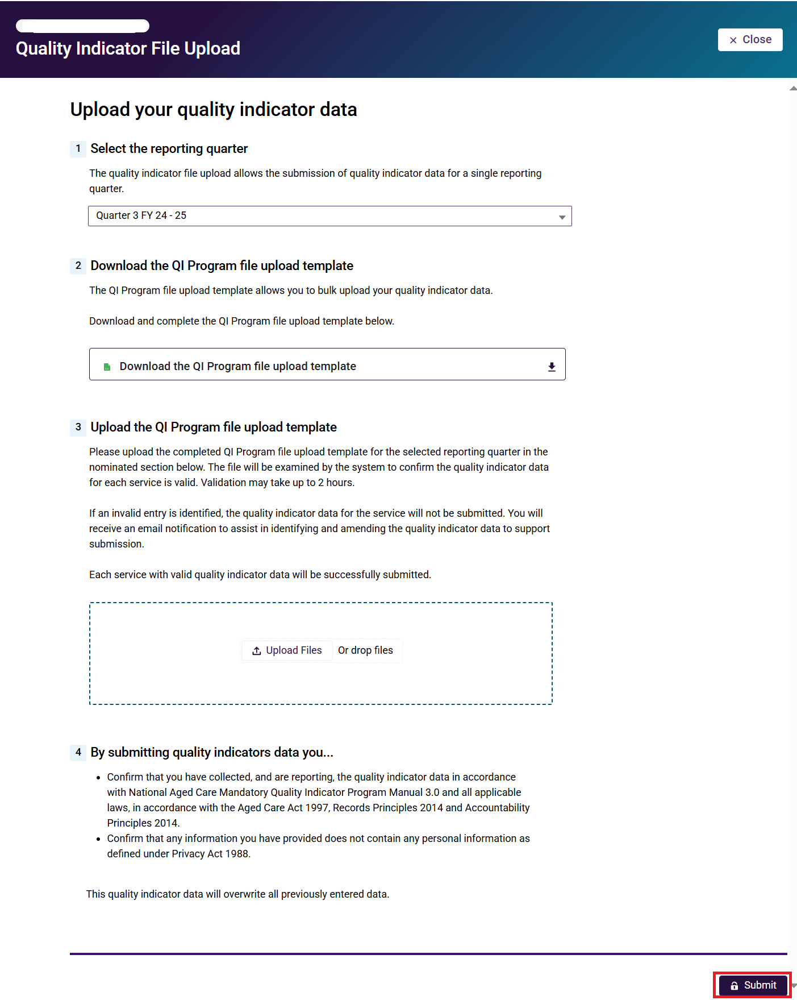 Quality Indicator File Upload
Close
Upload your quality indicator data
1 Select the reporting quarter
The quality indicator file upload allows the submission of quality indicator data for a single reporting
quarter.
Quarter 3 FY 24 - 25
2 Download the QI Program file upload template
The QI Program file upload template allows you to bulk upload your quality indicator data.
Download and complete the QI Program file upload template below.
Download the QI Program file upload template
3 Upload the QI Program file upload template
Please upload the completed QI Program file upload template for the selected reporting quarter in the
nominated section below. The file will be examined by the system to confirm the quality indicator data
for each service is valid. Validation may take up to 2 hours.
If an invalid entry is identified, the quality indicator data for the service will not be submitted. You will
receive an email notification to assist in identifying and amending the quality indicator data to support
submission.
Each service with valid quality indicator data will be successfully submitted.
Upload Files Or drop files
4 By submitting quality indicators data you...
• Confirm that you have collected, and are reporting, the quality indicator data in accordance
with National Aged Care Mandatory Quality Indicator Program Manual 3.0 and all applicable
laws, in accordance with the Aged Care Act 1997, Records Principles 2014 and Accountability
Principles 2014.
• Confirm that any information you have provided does not contain any personal information as
defined under Privacy Act 1988.
This quality indicator data will overwrite all previously entered data.
Submit